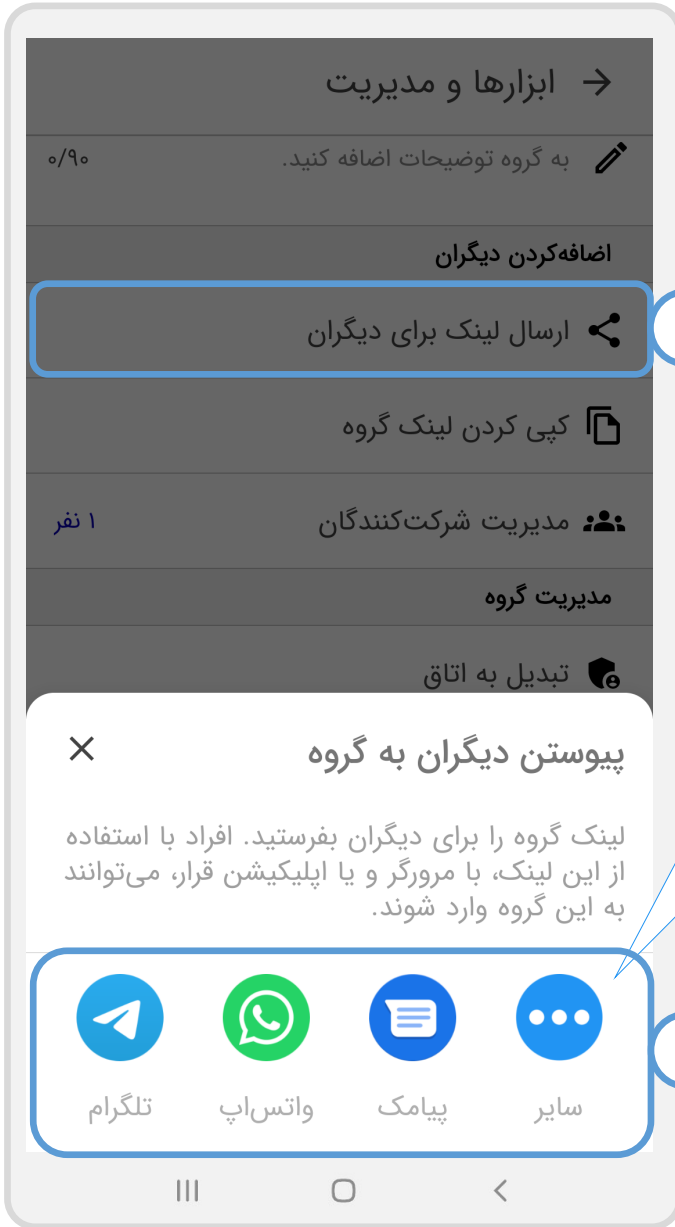 ابزارها و مدیریت
به گروه توضیحات اضافه کنید.
۰/۹۰
اضافه‌کردن دیگران
ارسال لینک برای دیگران
کپی کردن لینک گروه
مدیریت شرکت‌کنندگان
۱ نفر
مدیریت گروه
تبدیل به اتاق
پیوستن دیگران به گروه
لینک گروه را برای دیگران بفرستید. افراد با استفاده
از این لینک، با مرورگر و یا اپلیکیشن قرار، می‌توانند
به این گروه وارد شوند.
سایر
پیامک
واتس‌اپ
تلگرام